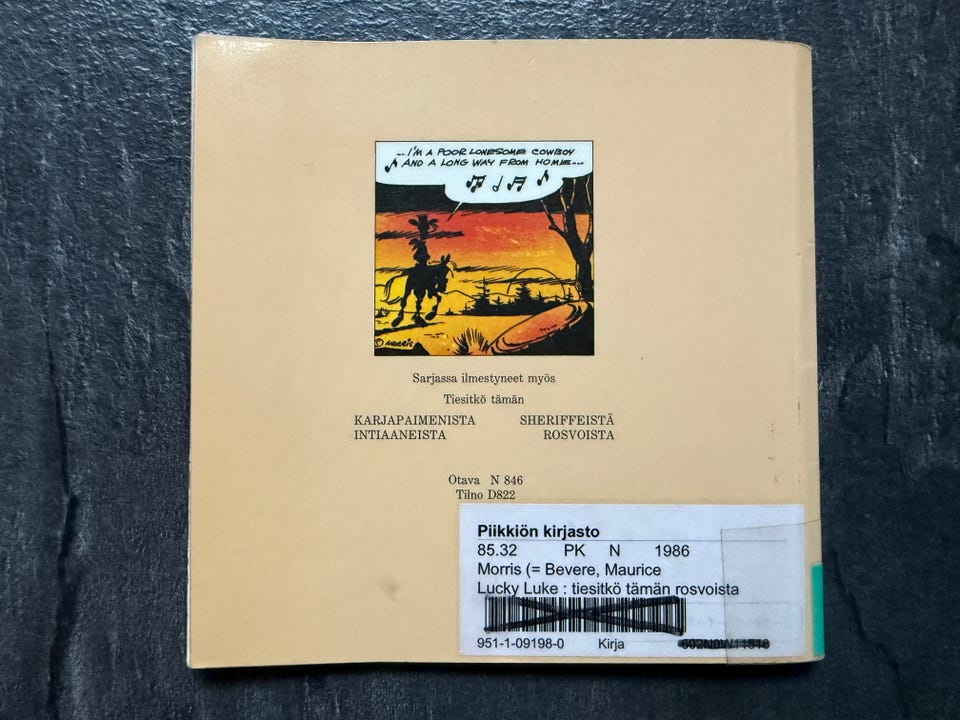 ...I'M A POOR LONESOME COWBOY
AND A LONG WAY FROM HOME...
© MORRIS
Sarjassa ilmestyneet myös
Tiesitkö tämän
KARJAPAIMENISTA SHERIFFEISTÄ
INTIAANEISTA ROSVOISTA
Otava N 846
Tilno D822
Piikkiön kirjasto
85.32 PK N 1986
Morris (= Bevere, Maurice
Lucky Luke : tiesitkö tämän rosvoista
951-1-09198-0 Kirja